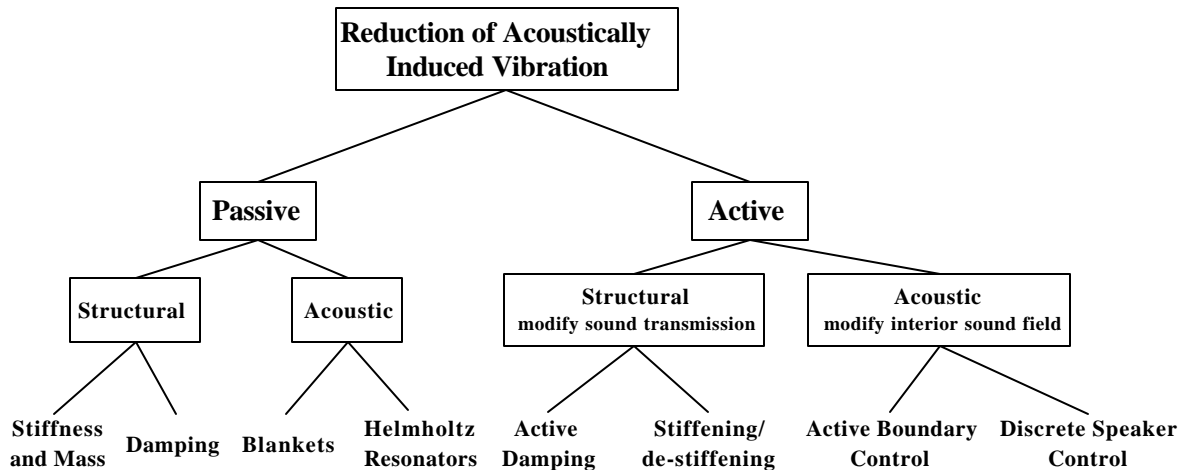 Reduction of Acoustically
Induced Vibration
Passive
Active
Structural
Acoustic
Structural
modify sound transmission
Acoustic
modify interior sound field
Stiffness
and Mass
Damping
Blankets
Helmholtz
Resonators
Active
Damping
Stiffening/
de-stiffening
Active Boundary
Control
Discrete Speaker
Control